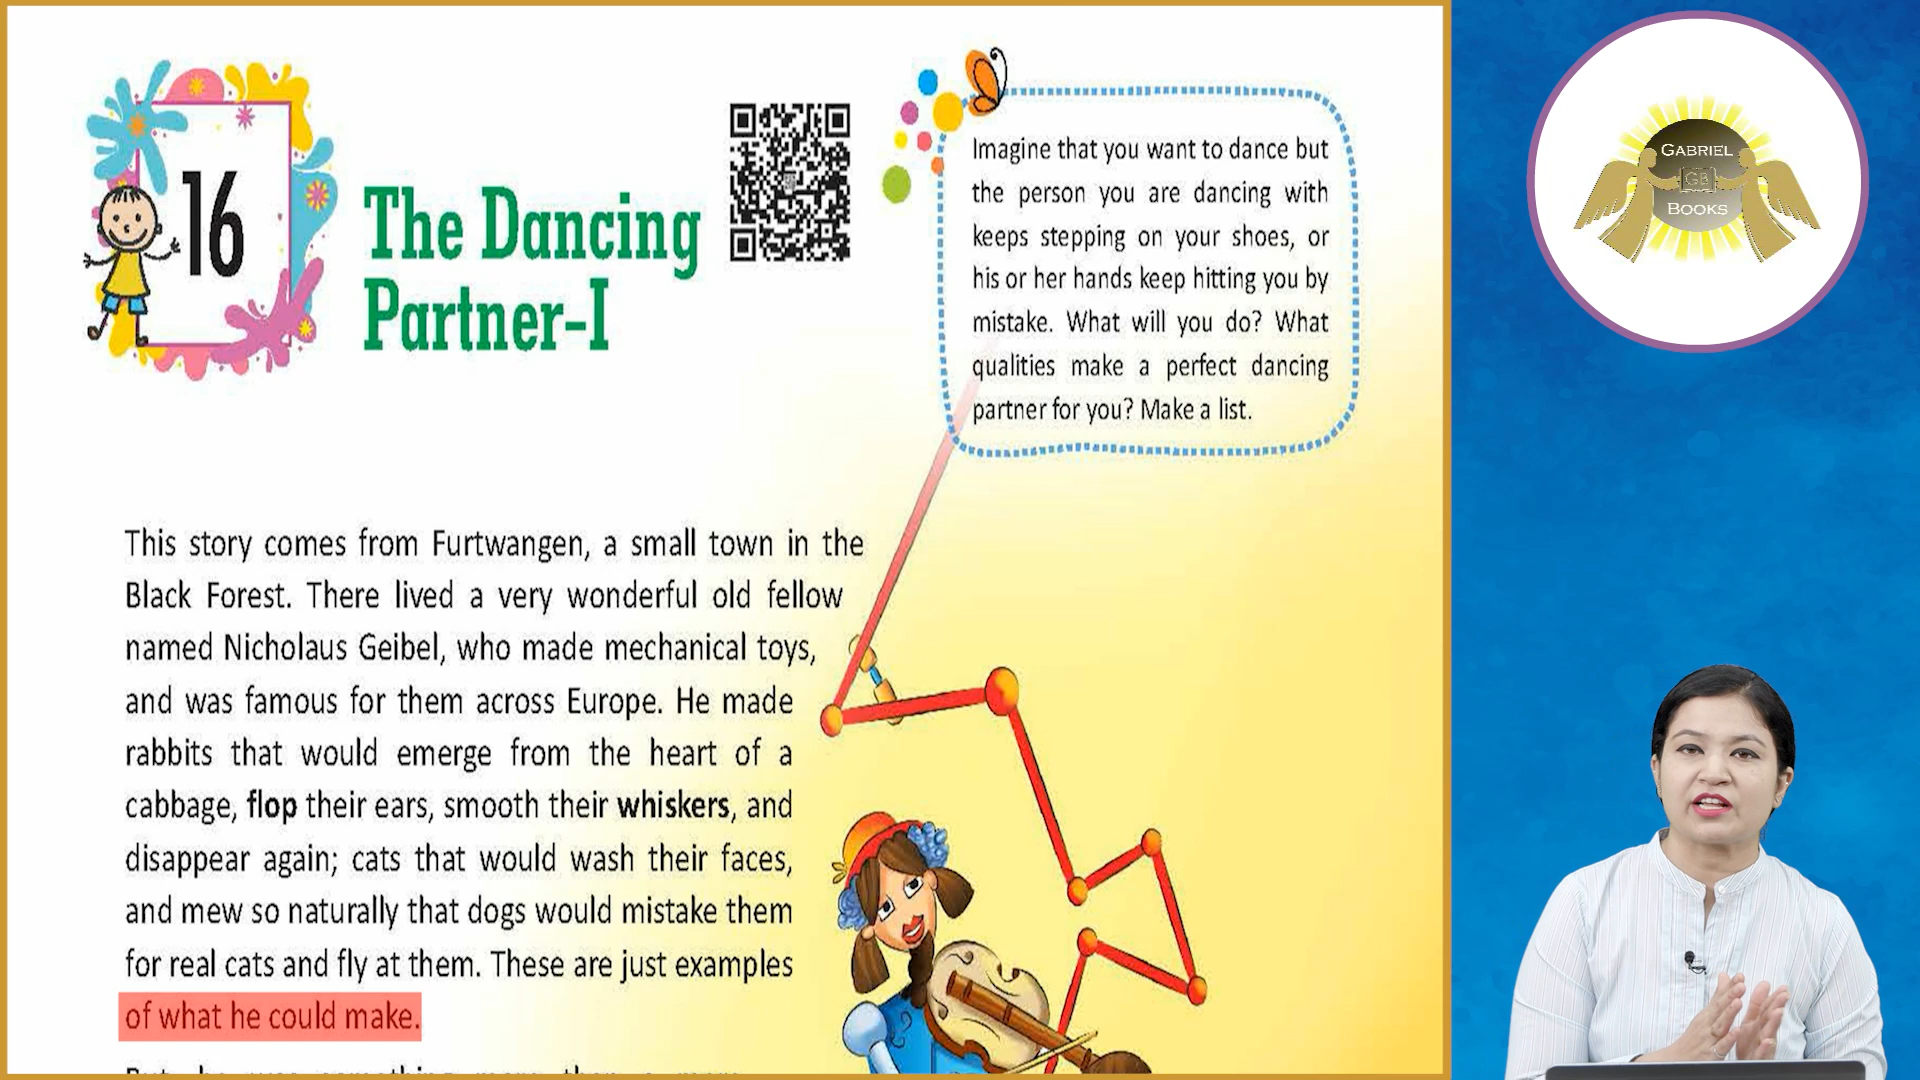 16
The Dancing
Partner-I
Imagine that you want to dance but
the person you are dancing with
keeps stepping on your shoes, or
his or her hands keep hitting you by
mistake. What will you do? What
qualities make a perfect dancing
partner for you? Make a list.
This story comes from Furtwangen, a small town in the
Black Forest. There lived a very wonderful old fellow
named Nicholaus Geibel, who made mechanical toys,
and was famous for them across Europe. He made
rabbits that would emerge from the heart of a
cabbage, flop their ears, smooth their whiskers, and
disappear again; cats that would wash their faces,
and mew so naturally that dogs would mistake them
for real cats and fly at them. These are just examples
of what he could make.
GABRIEL
GB
BOOKS